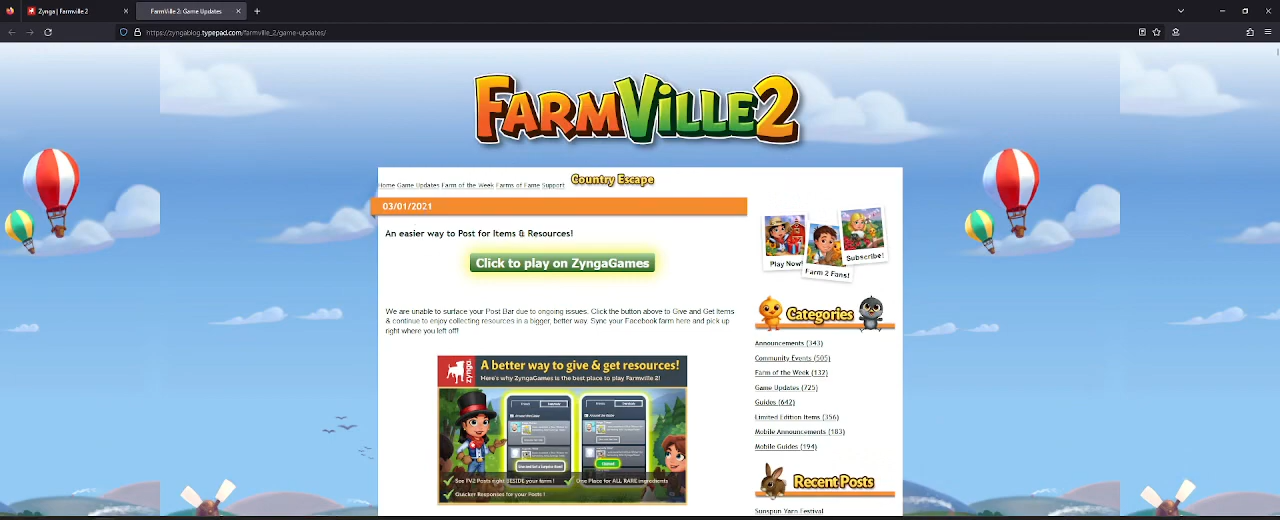 Zynga | Farmville 2
FarmVille 2: Game Updates
https://zyngablog.typepad.com/farmville_2/game-updates/
FARMVILLE2
Home Game Updates Farm of the Week Farms of Fame Support
Country Escape
03/01/2021
An easier way to Post for Items & Resources!
Click to play on ZyngaGames
We are unable to surface your Post Bar due to ongoing issues. Click the button above to Give and Get Items
& continue to enjoy collecting resources in a bigger, better way. Sync your Facebook farm here and pick up
right where you left off!
zynga
A better way to give & get resources!
Here's why ZyngaGames is the best place to play Farmville 2!
See FV2 Posts right BESIDE your farm!
One Place for ALL RARE ingredients
Quicker Responses for your Posts!
Play Now!
Farm 2 Fans!
Subscribe!
Categories
Announcements (343)
Community Events (505)
Farm of the Week (132)
Game Updates (725)
Guides (642)
Limited Edition Items (356)
Mobile Announcements (183)
Mobile Guides (194)
Recent Posts
Sunspun Yarn Festival